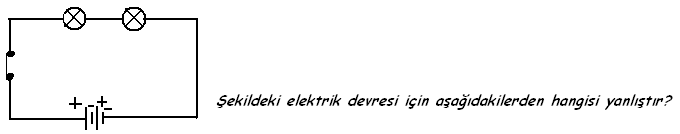 + - + -
Şekildeki elektrik devresi için aşağıdakilerden hangisi yanlıştır?